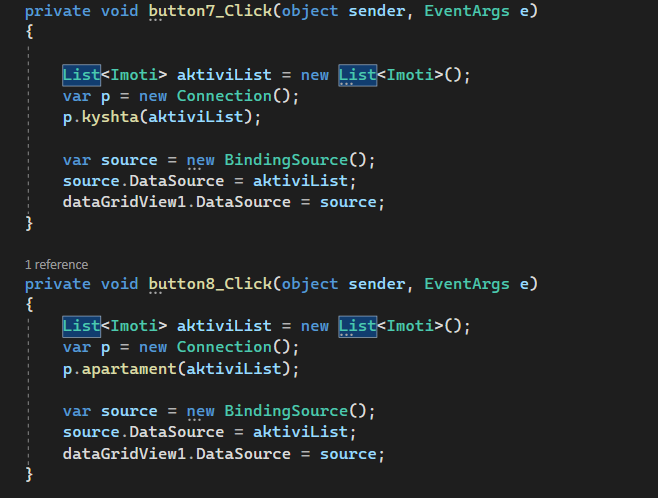 private void button7_Click(object sender, EventArgs e)
{
List<Imoti> aktiviList = new List<Imoti>();
var p = new Connection();
p.kyshta(aktiviList);
var source = new BindingSource();
source.DataSource = aktiviList;
dataGridView1.DataSource = source;
}
1 reference
private void button8_Click(object sender, EventArgs e)
{
List<Imoti> aktiviList = new List<Imoti>();
var p = new Connection();
p.apartament(aktiviList);
var source = new BindingSource();
source.DataSource = aktiviList;
dataGridView1.DataSource = source;
}